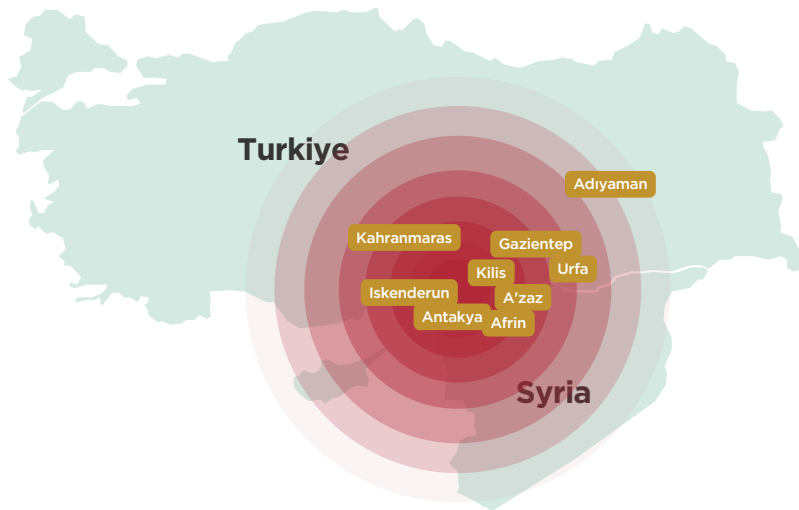 Turkiye
Adıyaman
Kahranmaras
Gazientep
Urfa
Kilis
Iskenderun
A'zaz
Antakya
Afrin
Syria